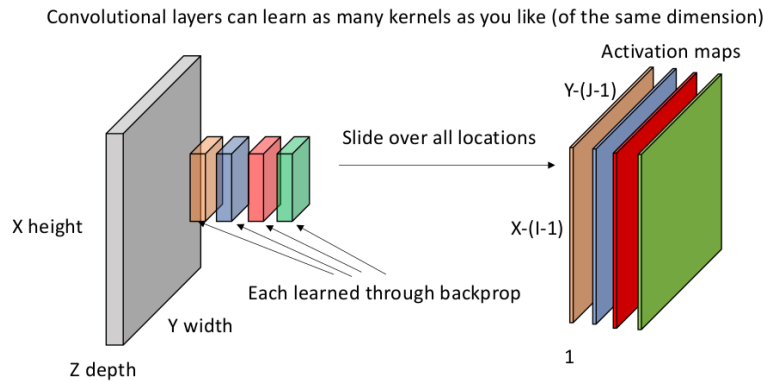 Convolutional layers can learn as many kernels as you like (of the same dimension)
Activation maps
Y-(J-1)
Slide over all locations
X height
X-(I-1)
Each learned through backprop
Y width
Z depth
1